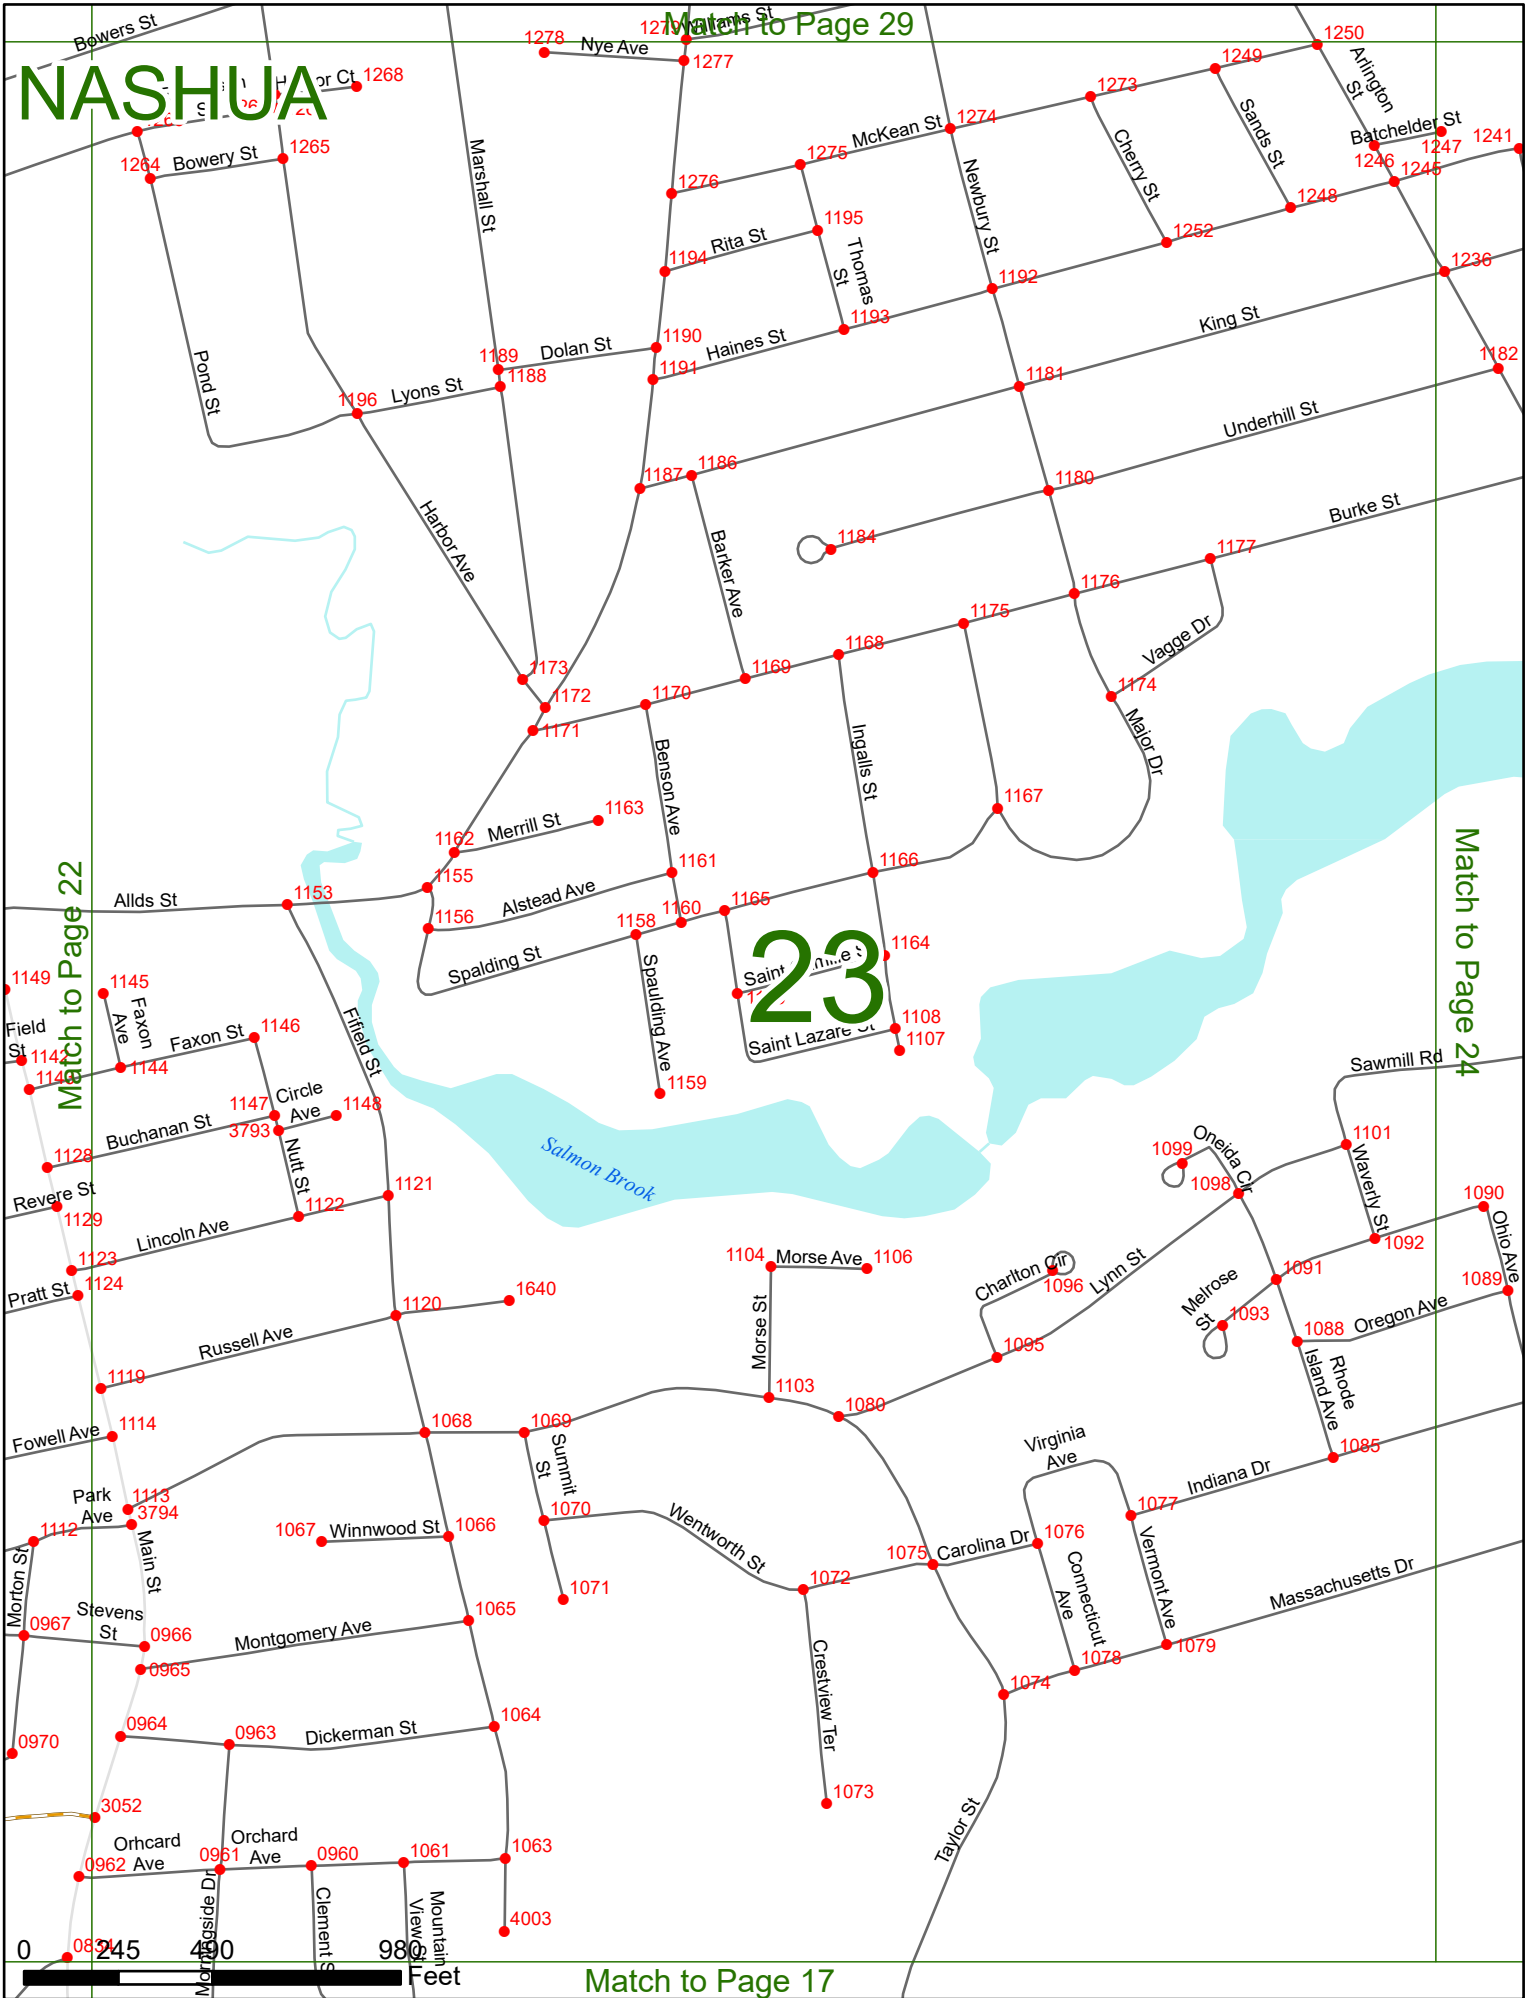 Match to Page 29
Bowers St
NASHUA
Williams St
1279
1278
Nye Ave
1277
1250
1249
Arlington
St
1268
1273
1274
McKean St
Sands St
Batchelder St
1247
1241
1246
1245
Cherry St
1264
Bowery St
1265
Marshall St
1275
1276
Newbury St
1248
1195
Rita St
1194
Thomas
St
1252
1236
1192
1193
Haines St
King St
1190
Dolan St
1189
1191
1188
1182
Pond St
Lyons St
1196
1181
Underhill St
1187
1186
1180
Burke St
Harbor Ave
1184
Barker Ave
1177
1176
1175
Vagge Dr
1168
1169
1173
1174
1170
1172
1171
Major Dr
Benson Ave
Ingalls St
1167
1163
Merrill St
1162
1161
1166
Match to Page 22
Match to Page 24
1155
Allds St
1153
Alstead Ave
1165
1156
1160
1158
23
1164
Spalding St
1149
1145
Faxon
Ave
Spaulding Ave
Field
St
1142
Faxon St
1146
1144
Fifield St
Saint Lazare St
1108
1107
Sawmill Rd
1159
Circle
Ave
1147
1148
3793
Buchanan St
1128
Nutt St
Salmon Brook
1099
Oneida Cir
1101
1098
Waverly St
Revere St
1129
1121
1122
1090
Lincoln Ave
1123
1092
Ohio Ave
1104
Morse Ave
1106
Charlton Cir
1096
Lynn St
Melrose
St
1091
1089
Pratt St
1124
1640
1120
1093
Russell Ave
Morse St
1088
Oregon Ave
1095
Rhode
Island Ave
1119
1103
1080
Fowell Ave
1114
1068
1069
Summit
St
Virginia
Ave
1085
Indiana Dr
Park
Ave
1113
3794
1112
Main St
1067
Winnwood St
1066
1070
Wentworth St
1077
1076
Carolina Dr
1075
Vermont Ave
Connecticut
Ave
Morton St
1071
1072
Massachusetts Dr
Stevens
St
0967
0966
Montgomery Ave
1065
0965
1079
1078
Crestview Ter
1074
0964
0963
Dickerman St
1064
0970
3052
1073
Taylor St
Orhcard
Ave
Orchard
Ave
0962
0961
0960
1061
1063
Morningside Dr
Clement S
Mountain
View St
4003
0834
0 245 490 980
Feet
Match to Page 17